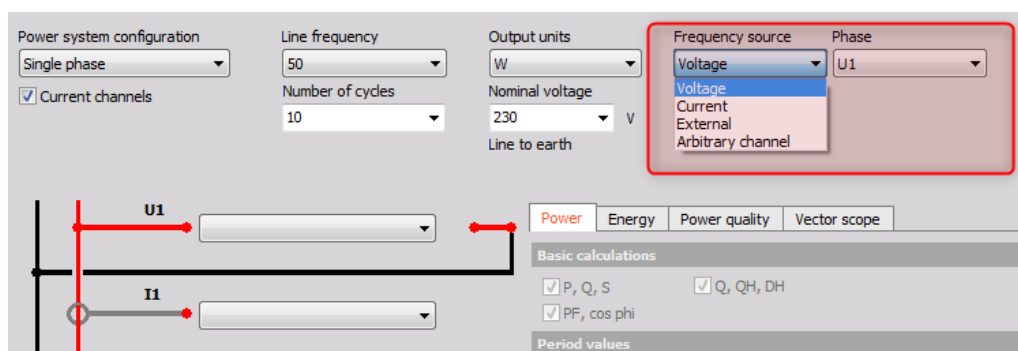 Power system configuration Line frequency Output units Frequency source Phase
Single phase 50 W Voltage U1
Current channels Number of cycles Nominal voltage Voltage
10 230 V Current
External
Line to earth Arbitrary channel
U1
Power Energy Power quality Vector scope
Basic calculations
P, Q, S Q, QH, DH
I1
PF, cos phi
Period values